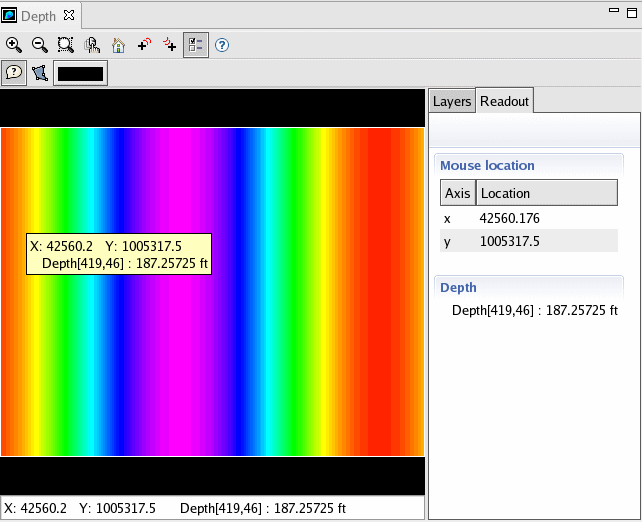 Depth
Layers
Readout
Mouse location
Axis Location
x 42560.176
y 1005317.5
X: 42560.2 Y: 1005317.5
Depth[419,46] : 187.25725 ft
Depth
Depth[419,46] : 187.25725 ft
X: 42560.2 Y: 1005317.5 Depth[419,46] : 187.25725 ft